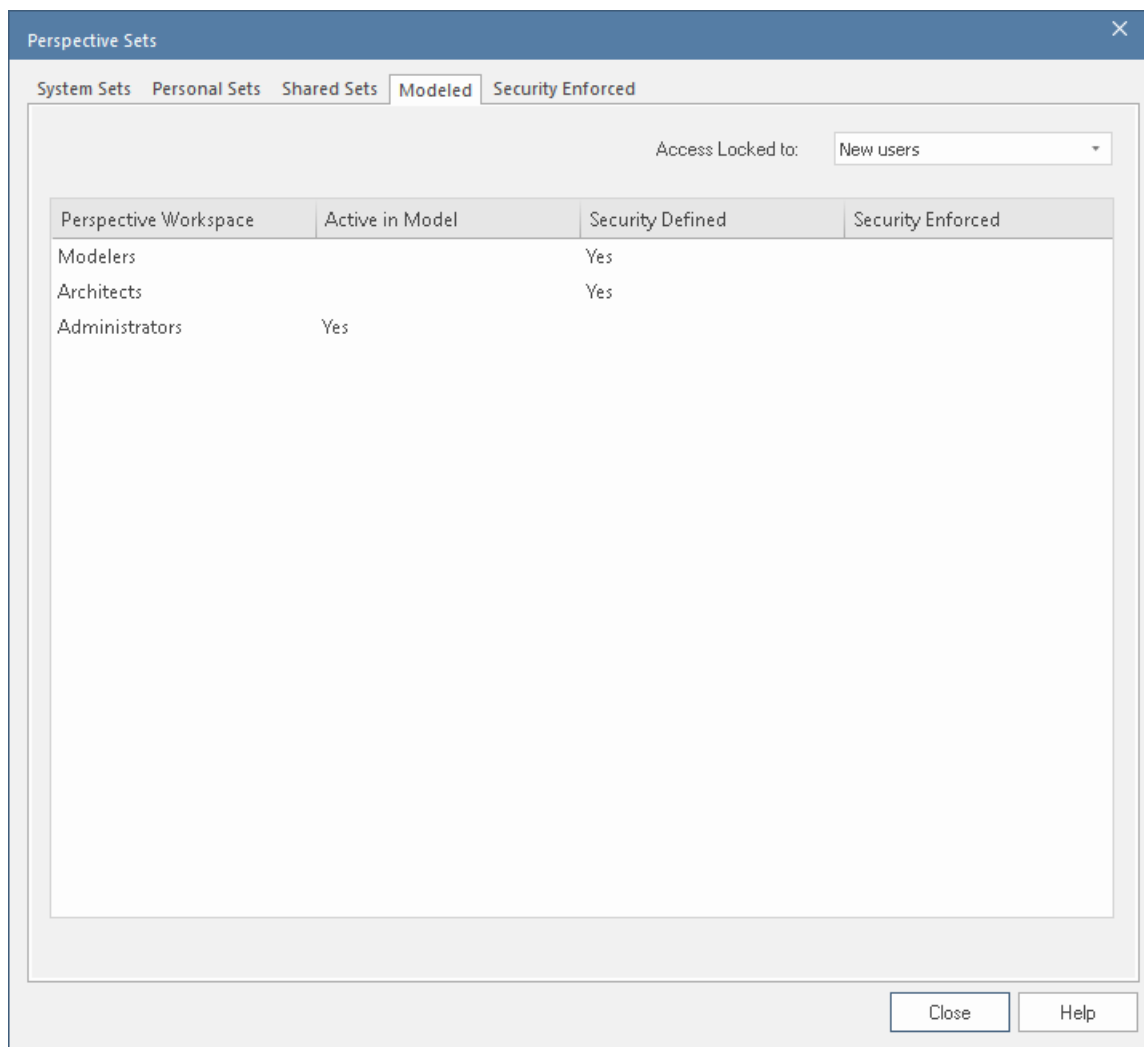 Perspective Sets
System Sets Personal Sets Shared Sets Modeled Security Enforced
Access Locked to: New users
Perspective Workspace Active in Model Security Defined Security Enforced
Modelers Yes
Architects Yes
Administrators Yes
Close Help